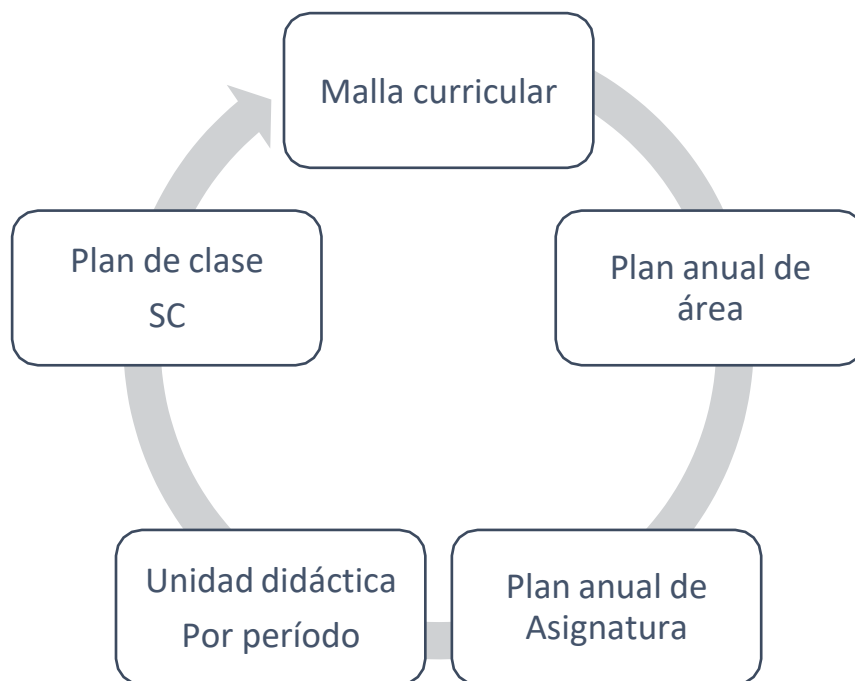 Malla curricular
Plan anual de
área
Plan anual de
Asignatura
Unidad didáctica
Por período
Plan de clase
SC